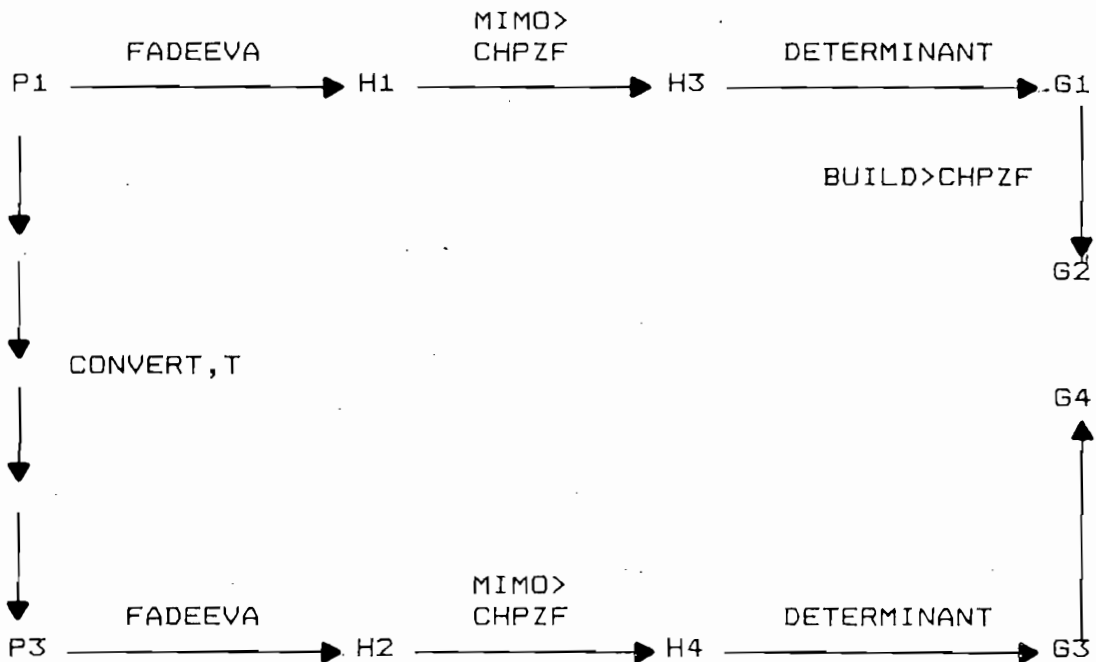 MIMO>
FADEEVA CHPZF DETERMINANT
P1 H1 H3 G1
BUILD>CHPZF
G2
CONVERT,T
G4
MIMO>
FADEEVA CHPZF DETERMINANT
P3 H2 H4 G3